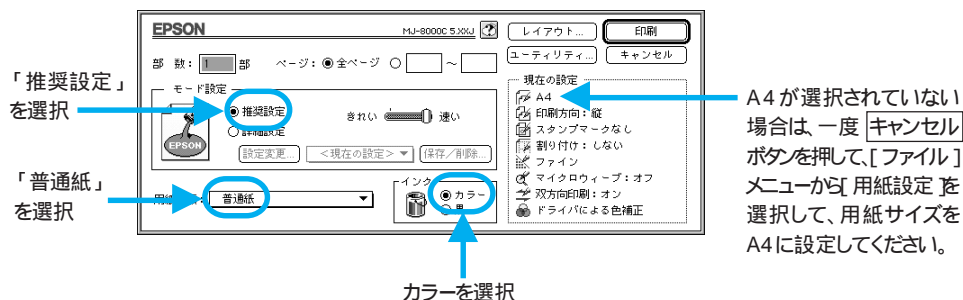 EPSON
MJ-8000C 5.XXJ ?
レイアウト... 印刷
ユーティリティ... キャンセル
部 数: 1 部 ページ: 全ページ ~
モード設定
推奨設定
詳細設定
EPSON
きれい 速い
設定変更... <現在の設定> 保存/削除...
普通紙
インク
カラー
現在の設定
A4
印刷方向:縦
スタンプマークなし
割り付け:しない
ファイン
マイクロウィーブ:オフ
双方向印刷:オン
ドライバによる色補正
「推奨設定」
を選択
「普通紙」
を選択
カラーを選択
A4が選択されていない
場合は、一度 キャンセル
ボタンを押して、[ファイル]
メニューから[用紙設定]を
選択して、用紙サイズを
A4に設定してください。